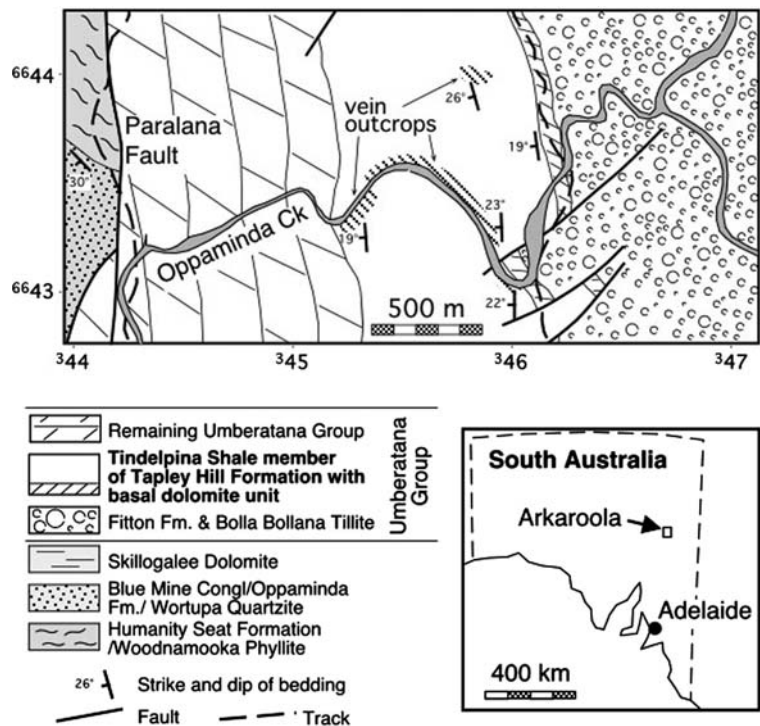 6644
26°
vein
outcrops
Paralana
Fault
19°
30°
23°
Oppaminda Ck
19°
6643
22°
500 m
344
345
346
347
Remaining Umberatana Group
Tindelpina Shale member
of Tapley Hill Formation with
basal dolomite unit
Fitton Fm. & Bolla Bollana Tillite
Umberatana
Group
Skillogalee Dolomite
Blue Mine Congl/Oppaminda
Fm./ Wortupa Quartzite
Humanity Seat Formation
/Woodnamooka Phyllite
26° Strike and dip of bedding
Fault Track
South Australia
Arkaroola
Adelaide
400 km